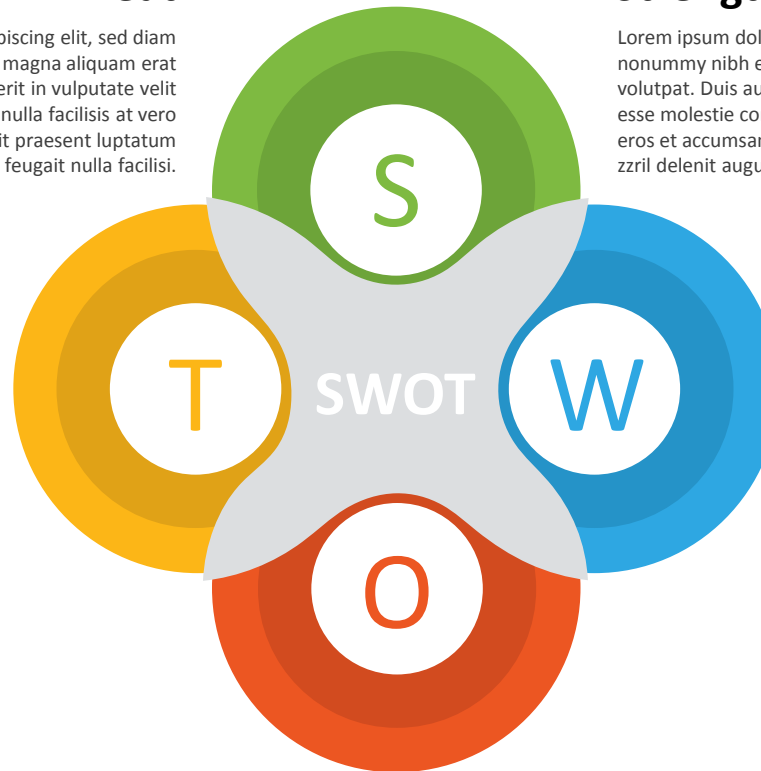 piscing elit, sed diam
magna aliquam erat
erit in vulputate velit
nulla facilisis at vero
it praesent luptatum
feugait nulla facilisi.
Lorem ipsum dol
nonummy nibh e
volutpat. Duis au
esse molestie co
eros et accumsar
zzril delenit augu
S
T
SWOT
W
O